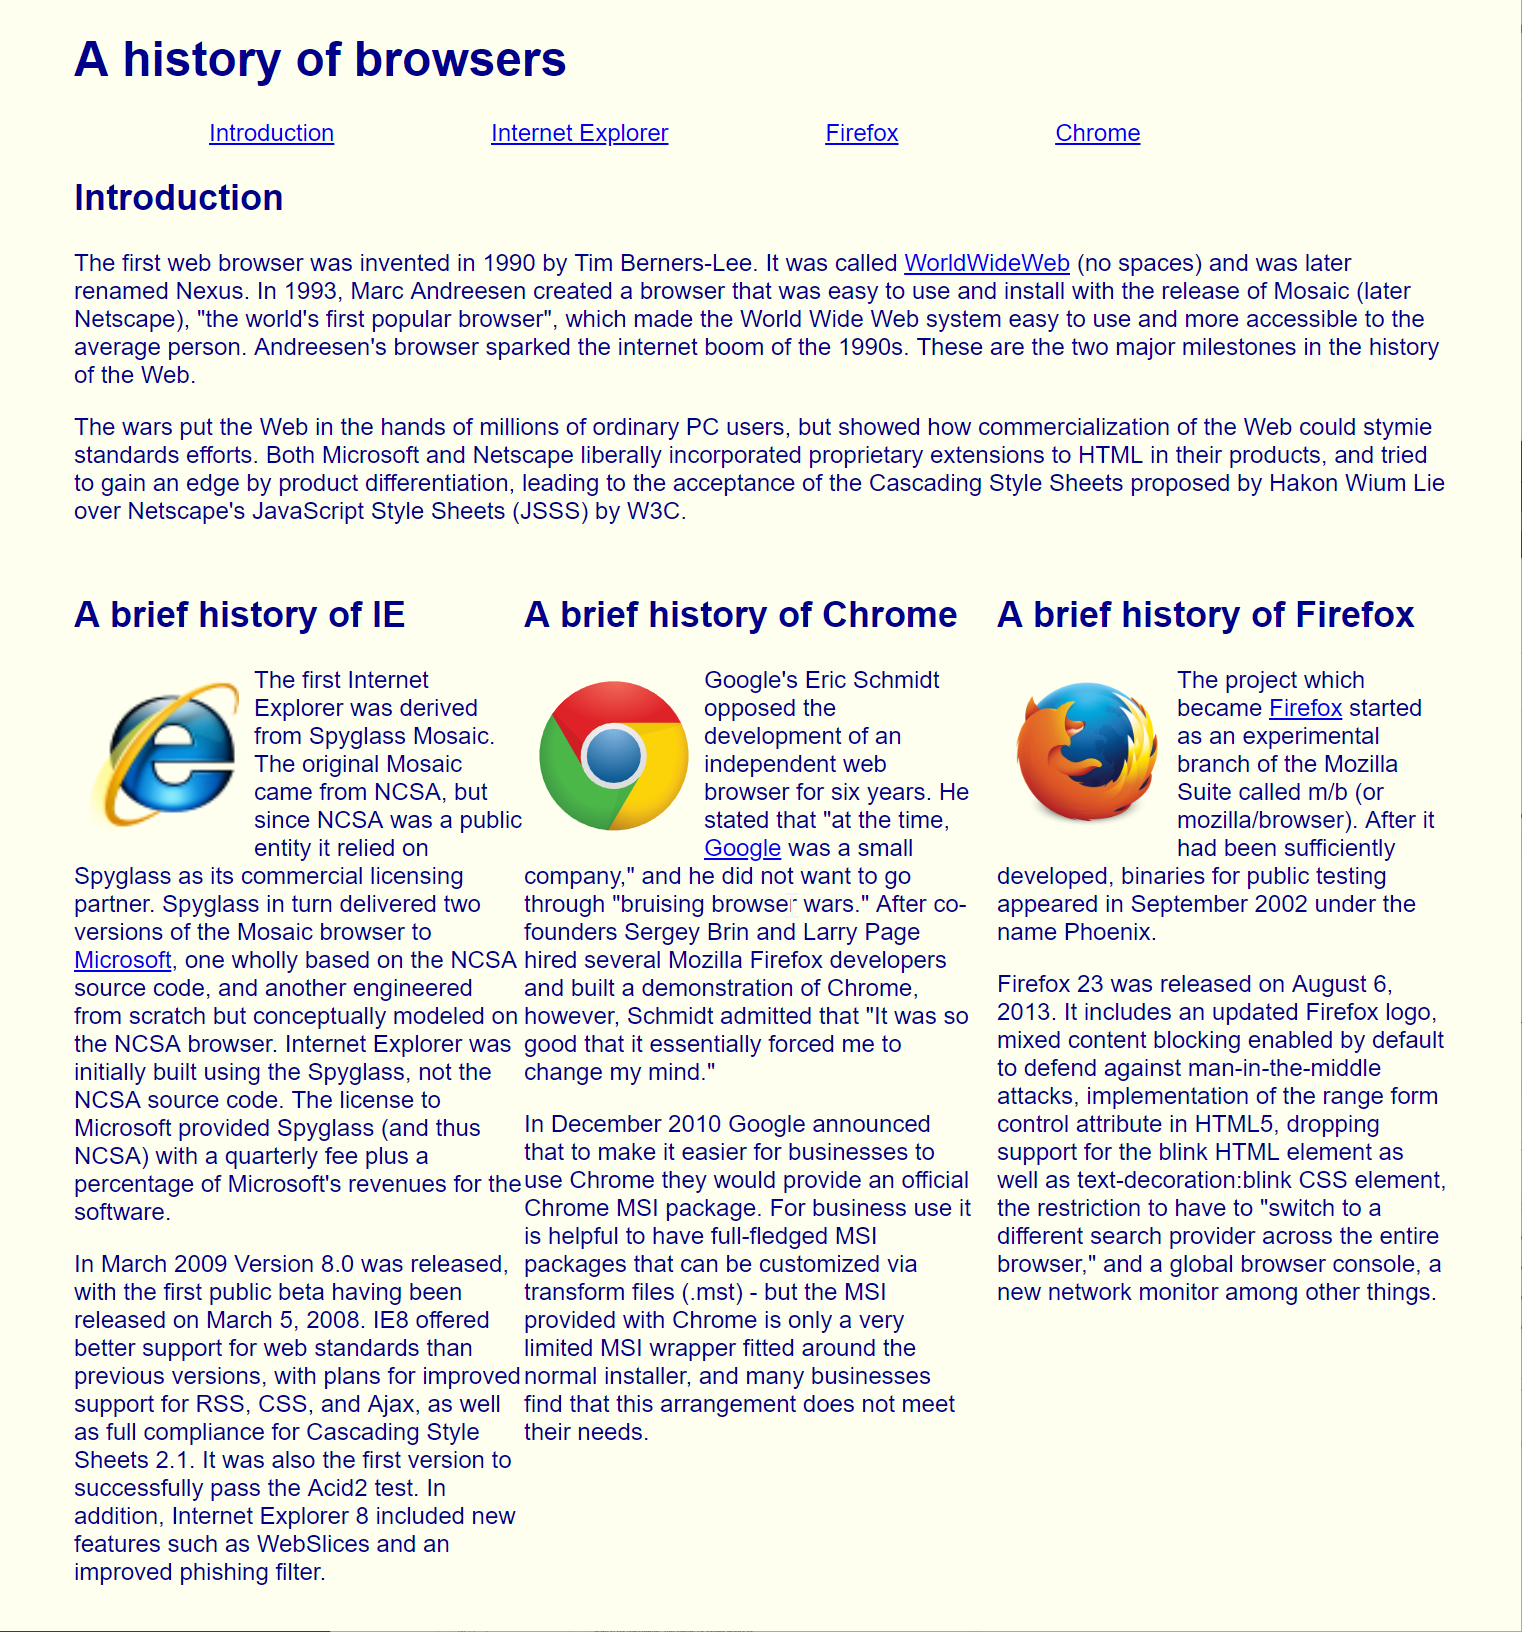 A history of browsers
Introduction Internet Explorer Firefox Chrome
Introduction
The first web browser was invented in 1990 by Tim Berners-Lee. It was called WorldWideWeb (no spaces) and was later
renamed Nexus. In 1993, Marc Andreesen created a browser that was easy to use and install with the release of Mosaic (later
Netscape), "the world's first popular browser", which made the World Wide Web system easy to use and more accessible to the
average person. Andreesen's browser sparked the internet boom of the 1990s. These are the two major milestones in the history
of the Web.
The wars put the Web in the hands of millions of ordinary PC users, but showed how commercialization of the Web could stymie
standards efforts. Both Microsoft and Netscape liberally incorporated proprietary extensions to HTML in their products, and tried
to gain an edge by product differentiation, leading to the acceptance of the Cascading Style Sheets proposed by Hakon Wium Lie
over Netscape's JavaScript Style Sheets (JSSS) by W3C.
A brief history of IE
The first Internet
Explorer was derived
from Spyglass Mosaic.
The original Mosaic
came from NCSA, but
since NCSA was a public
entity it relied on
Spyglass as its commercial licensing
partner. Spyglass in turn delivered two
versions of the Mosaic browser to
Microsoft, one wholly based on the NCSA
source code, and another engineered
from scratch but conceptually modeled on
the NCSA browser. Internet Explorer was
initially built using the Spyglass, not the
NCSA source code. The license to
Microsoft provided Spyglass (and thus
NCSA) with a quarterly fee plus a
percentage of Microsoft's revenues for the
software.
In March 2009 Version 8.0 was released,
with the first public beta having been
released on March 5, 2008. IE8 offered
better support for web standards than
previous versions, with plans for improved
support for RSS, CSS, and Ajax, as well
as full compliance for Cascading Style
Sheets 2.1. It was also the first version to
successfully pass the Acid2 test. In
addition, Internet Explorer 8 included new
features such as WebSlices and an
improved phishing filter.
A brief history of Chrome
Google's Eric Schmidt
opposed the
development of an
independent web
browser for six years. He
stated that "at the time,
Google was a small
company," and he did not want to go
through "bruising browser wars." After co-
founders Sergey Brin and Larry Page
hired several Mozilla Firefox developers
and built a demonstration of Chrome,
however, Schmidt admitted that "It was so
good that it essentially forced me to
change my mind."
In December 2010 Google announced
that to make it easier for businesses to
use Chrome they would provide an official
Chrome MSI package. For business use it
is helpful to have full-fledged MSI
packages that can be customized via
transform files (.mst) - but the MSI
provided with Chrome is only a very
limited MSI wrapper fitted around the
normal installer, and many businesses
find that this arrangement does not meet
their needs.
A brief history of Firefox
The project which
became Firefox started
as an experimental
branch of the Mozilla
Suite called m/b (or
mozilla/browser). After it
had been sufficiently
developed, binaries for public testing
appeared in September 2002 under the
name Phoenix.
Firefox 23 was released on August 6,
2013. It includes an updated Firefox logo,
mixed content blocking enabled by default
to defend against man-in-the-middle
attacks, implementation of the range form
control attribute in HTML5, dropping
support for the blink HTML element as
well as text-decoration:blink CSS element,
the restriction to have to "switch to a
different search provider across the entire
browser," and a global browser console, a
new network monitor among other things.